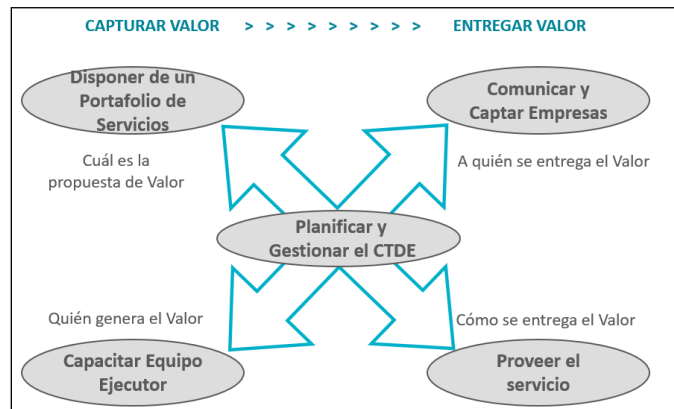 CAPTURAR VALOR > > > > > > > > > ENTREGAR VALOR
Disponer de un
Portafolio de
Servicios
Comunicar y
Captar Empresas
Cuál es la
propuesta de Valor
A quién se entrega el Valor
Planificar y
Gestionar el CTDE
Quién genera el Valor
Cómo se entrega el Valor
Capacitar Equipo
Ejecutor
Proveer el
servicio